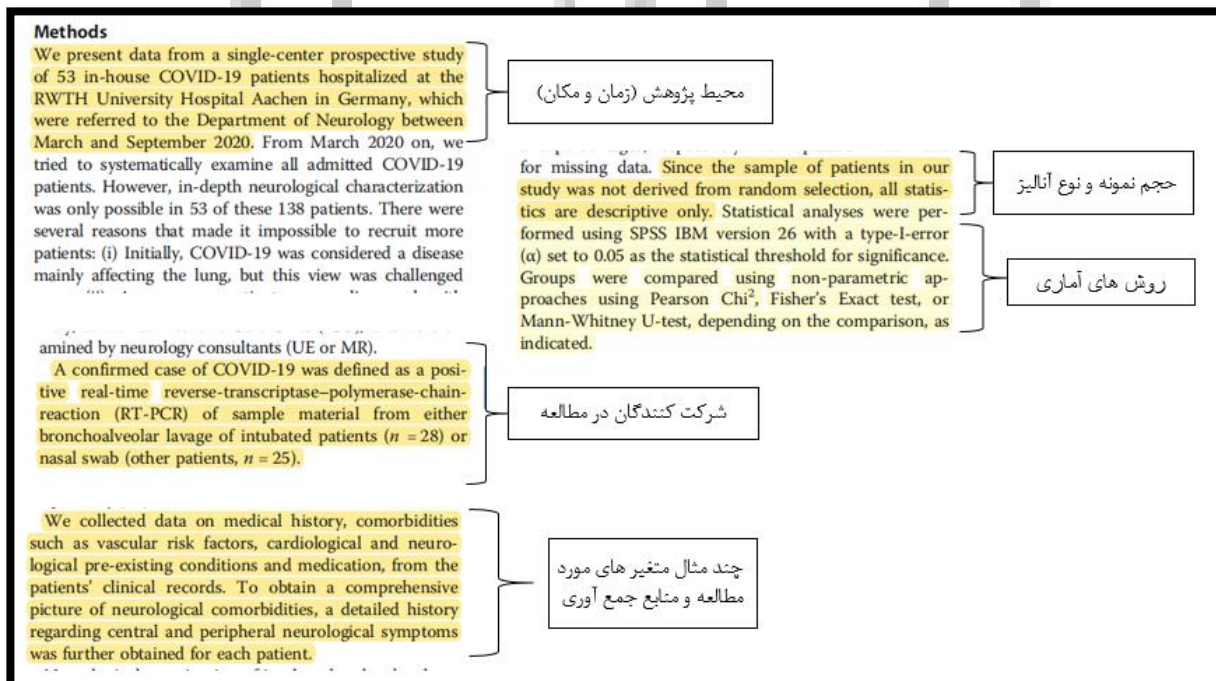 Methods
We present data from a single-center prospective study
of 53 in-house COVID-19 patients hospitalized at the
RWTH University Hospital Aachen in Germany, which
were referred to the Department of Neurology between
March and September 2020. From March 2020 on, we
tried to systematically examine all admitted COVID-19
patients. However, in-depth neurological characterization
was only possible in 53 of these 138 patients. There were
several reasons that made it impossible to recruit more
patients: (i) Initially, COVID-19 was considered a disease
mainly affecting the lung, but this view was challenged
محیط پژوهش (زمان و مکان)
for missing data. Since the sample of patients in our
study was not derived from random selection, all statis-
tics are descriptive only. Statistical analyses were per-
formed using SPSS IBM version 26 with a type-I-error
(α) set to 0.05 as the statistical threshold for significance.
Groups were compared using non-parametric ap-
proaches using Pearson Chi², Fisher's Exact test, or
Mann-Whitney U-test, depending on the comparison, as
indicated.
حجم نمونه و نوع آنالیز
روش های آماری
amined by neurology consultants (UE or MR).
A confirmed case of COVID-19 was defined as a posi-
tive real-time reverse-transcriptase–polymerase-chain-
reaction (RT-PCR) of sample material from either
bronchoalveolar lavage of intubated patients (n = 28) or
nasal swab (other patients, n = 25).
شرکت کنندگان در مطالعه
We collected data on medical history, comorbidities
such as vascular risk factors, cardiological and neuro-
logical pre-existing conditions and medication, from the
patients' clinical records. To obtain a comprehensive
picture of neurological comorbidities, a detailed history
regarding central and peripheral neurological symptoms
was further obtained for each patient.
چند مثال متغیر های مورد
مطالعه و منابع جمع آوری